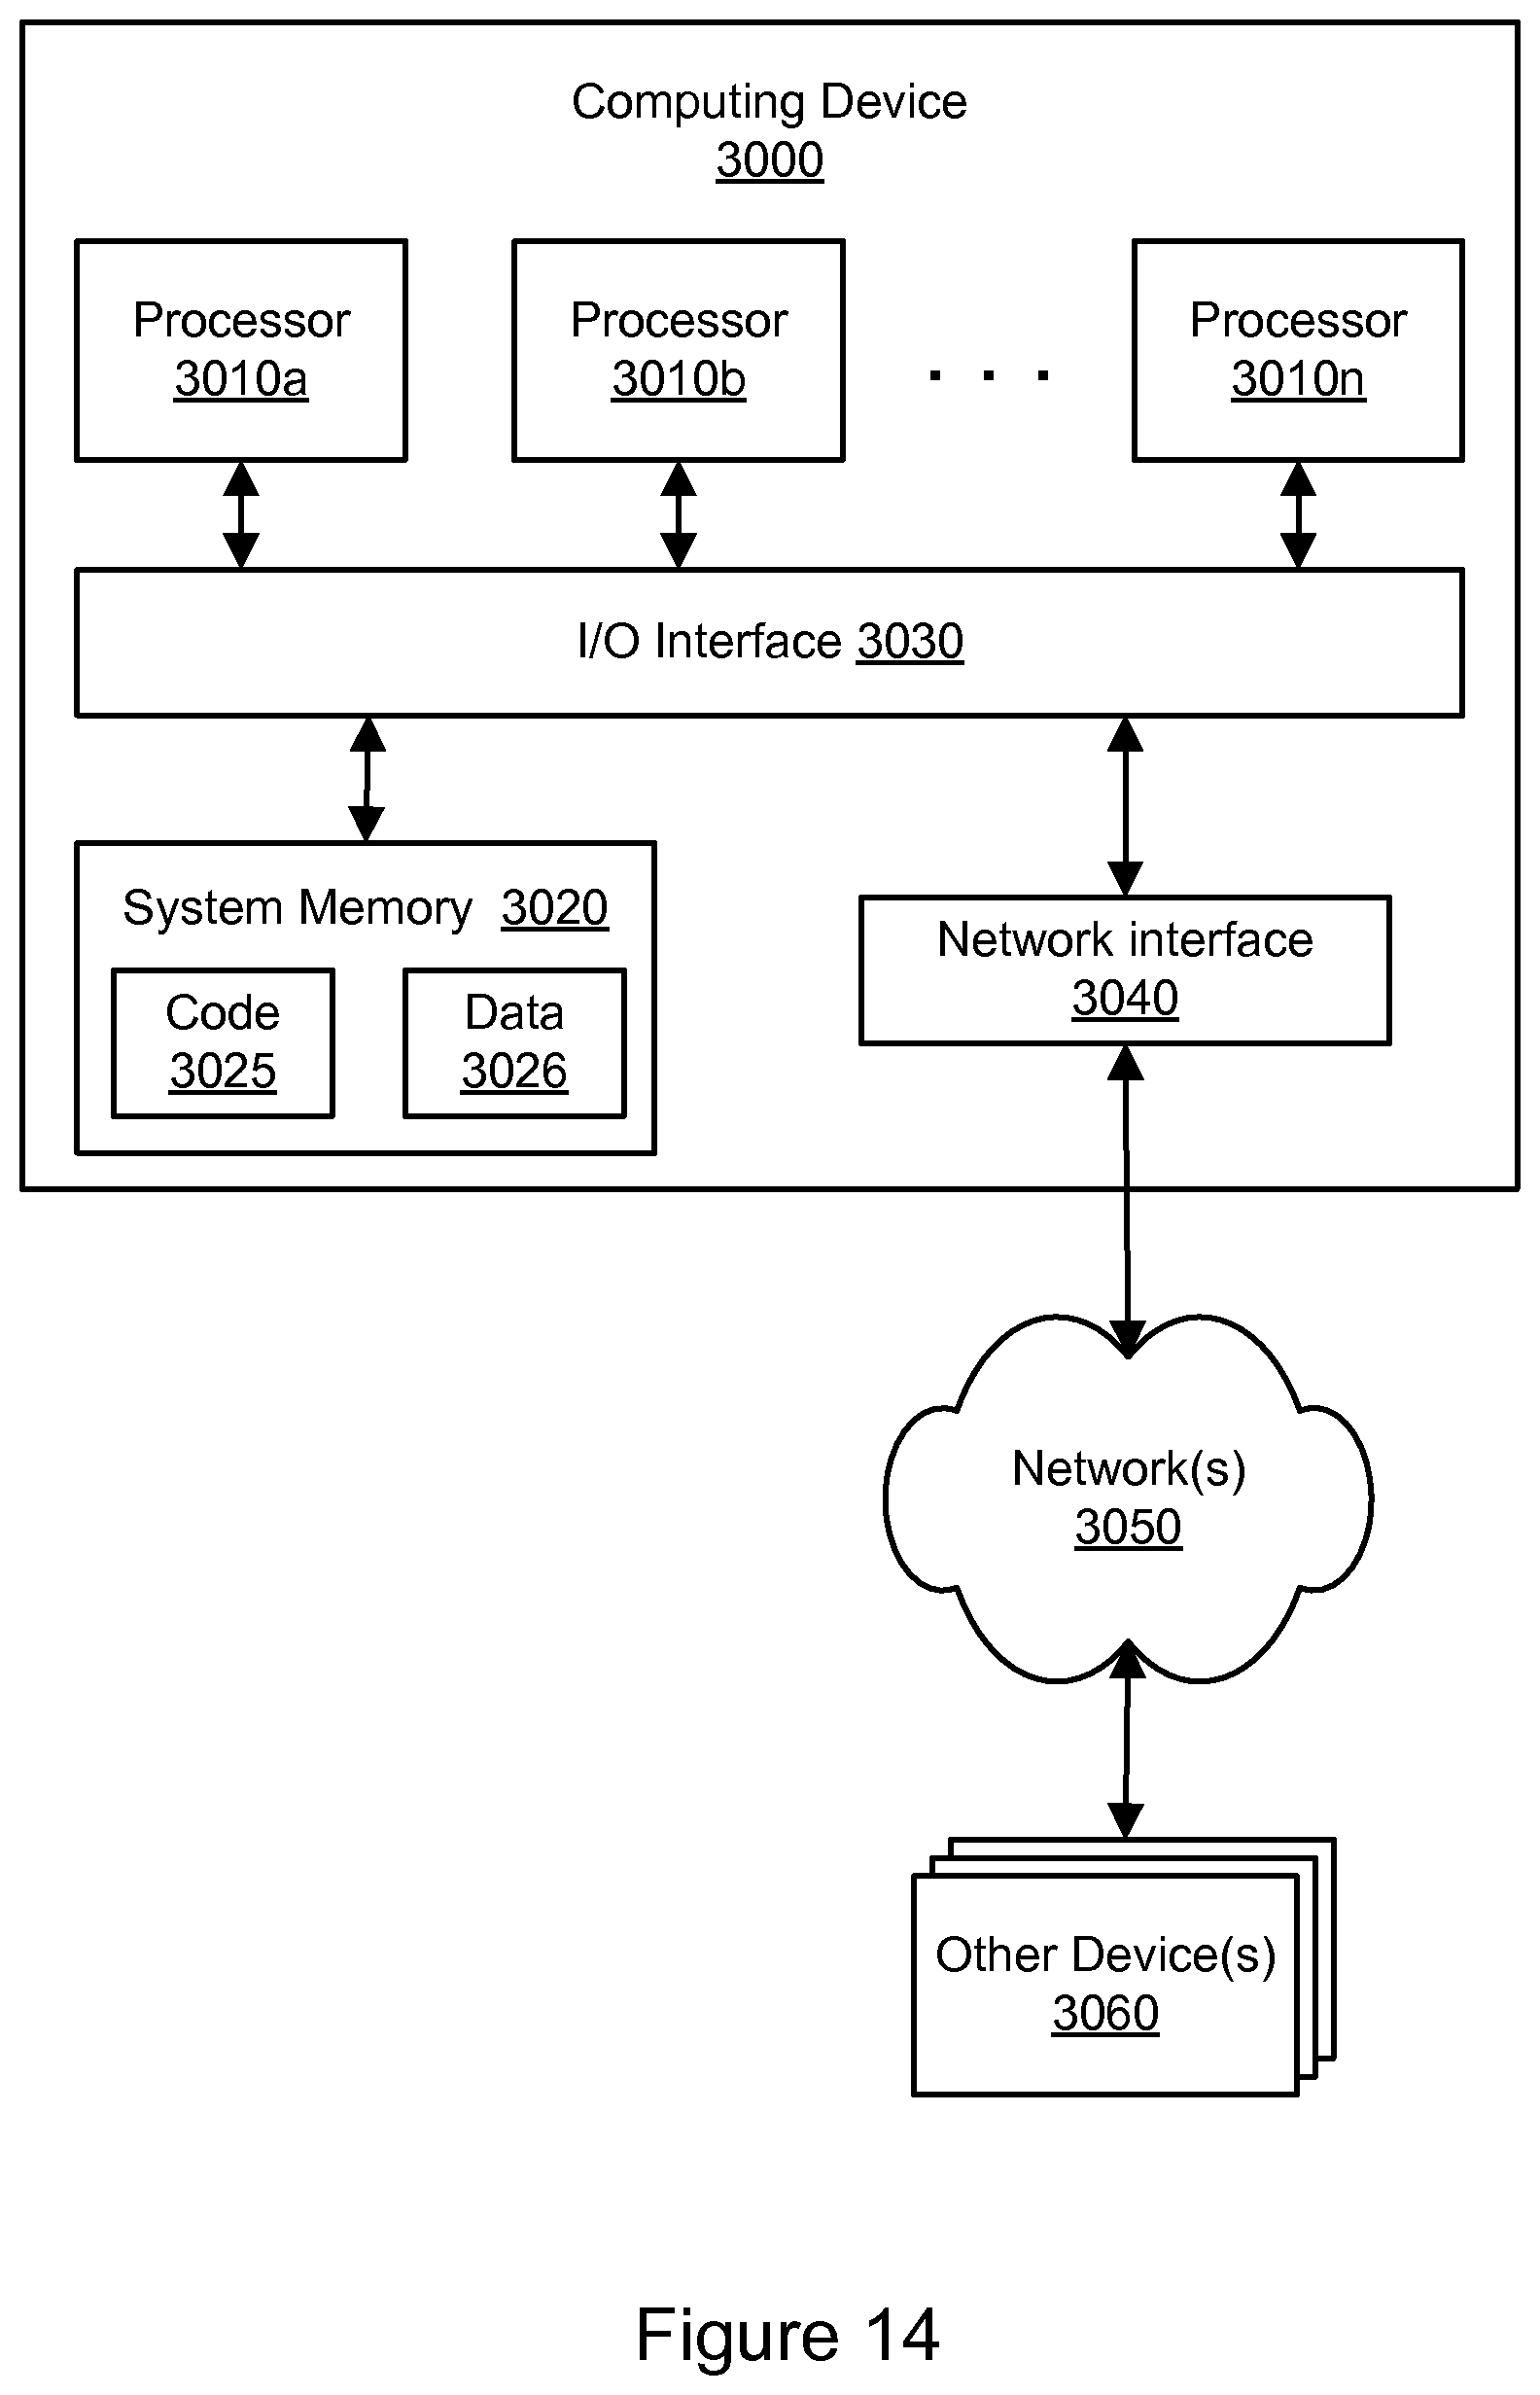 Computing Device
3000
Processor
3010a
Processor
3010b
. . .
Processor
3010n
I/O Interface 3030
System Memory 3020
Code
3025
Data
3026
Network interface
3040
Network(s)
3050
Other Device(s)
3060
Figure 14